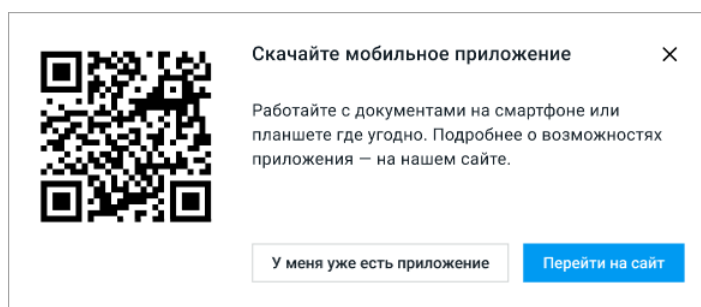 Скачайте мобильное приложение
Работайте с документами на смартфоне или
планшете где угодно. Подробнее о возможностях
приложения — на нашем сайте.
У меня уже есть приложение
Перейти на сайт